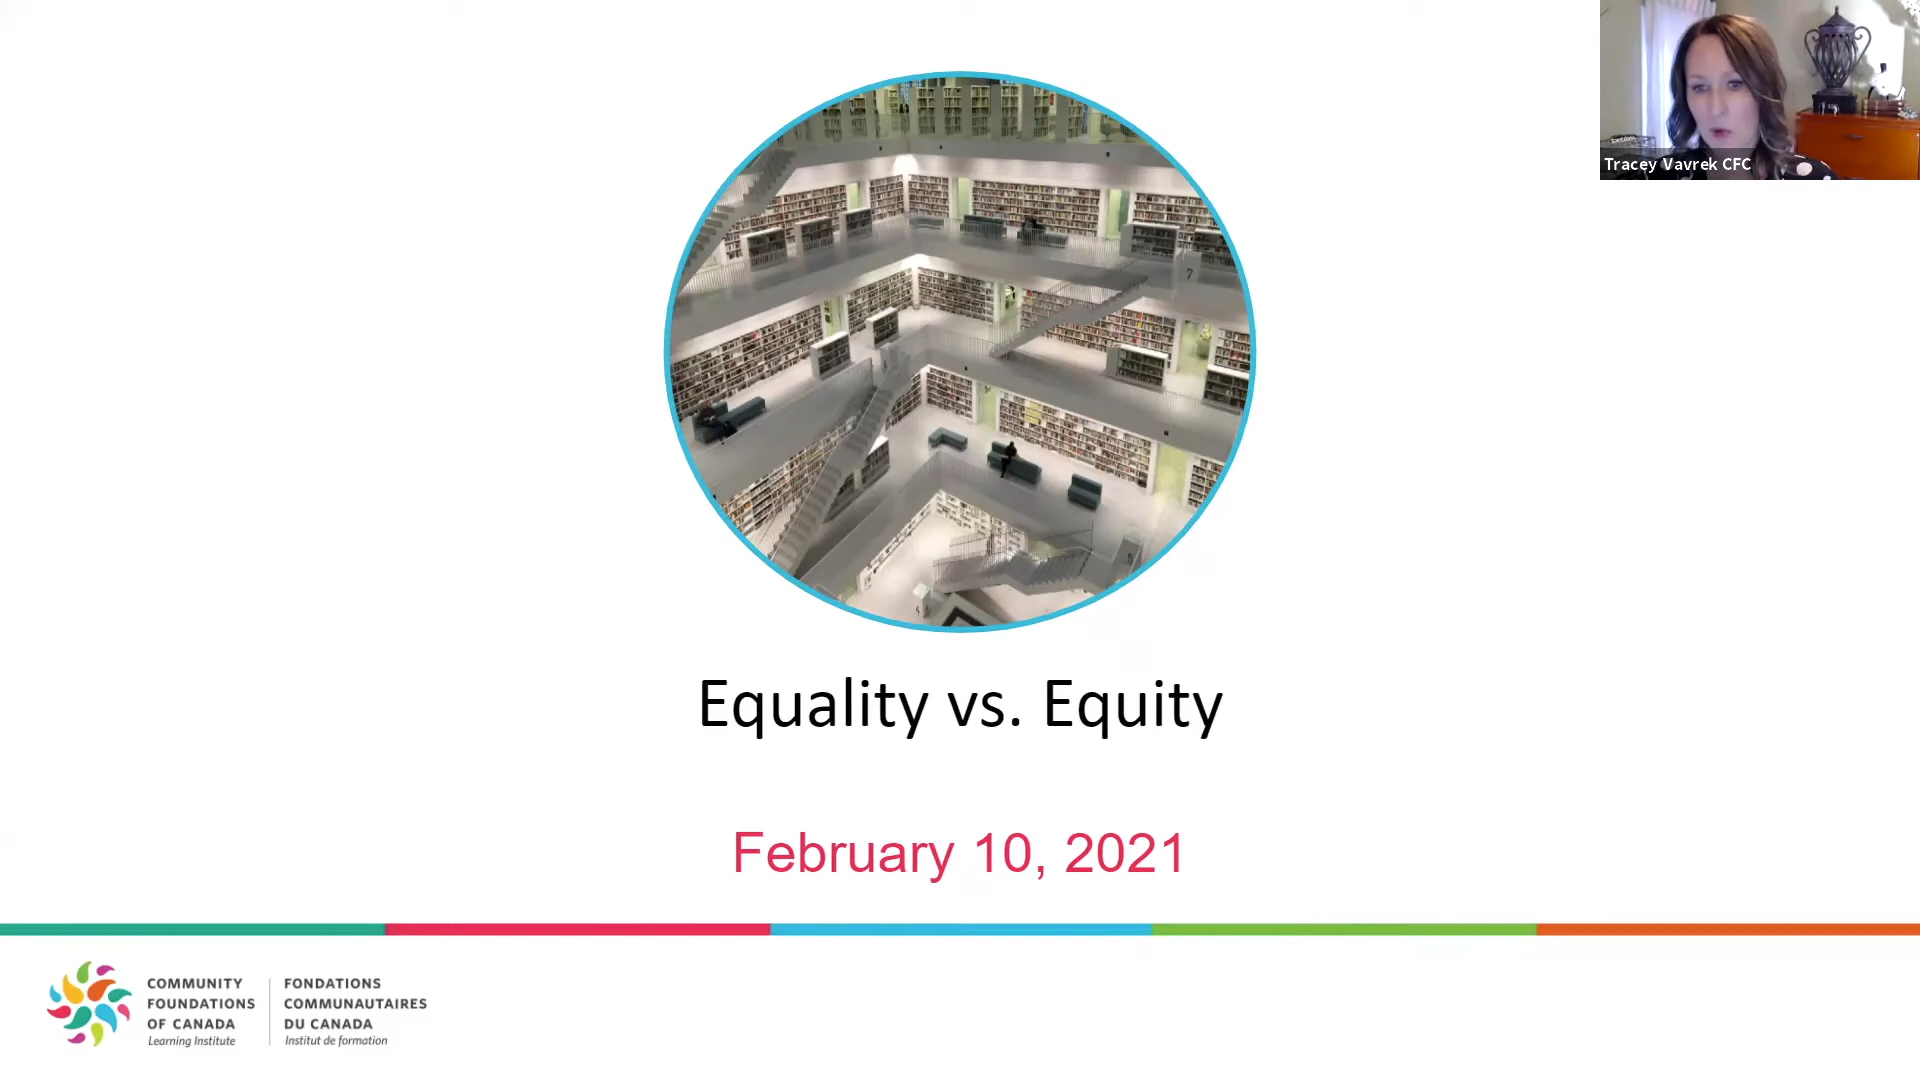 Tracey Vavrek CFC
7
Equality vs. Equity
February 10, 2021
COMMUNITY
FOUNDATIONS
OF CANADA
Learning Institute
FONDATIONS
COMMUNAUTAIRES
DU CANADA
Institut de formation